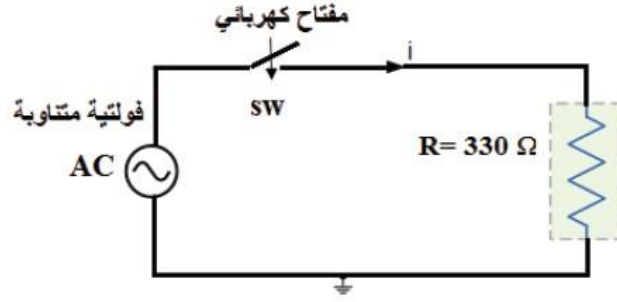 مفتاح كهربائي
i
فولتية متناوبة
sw
AC
R= 330 Ω